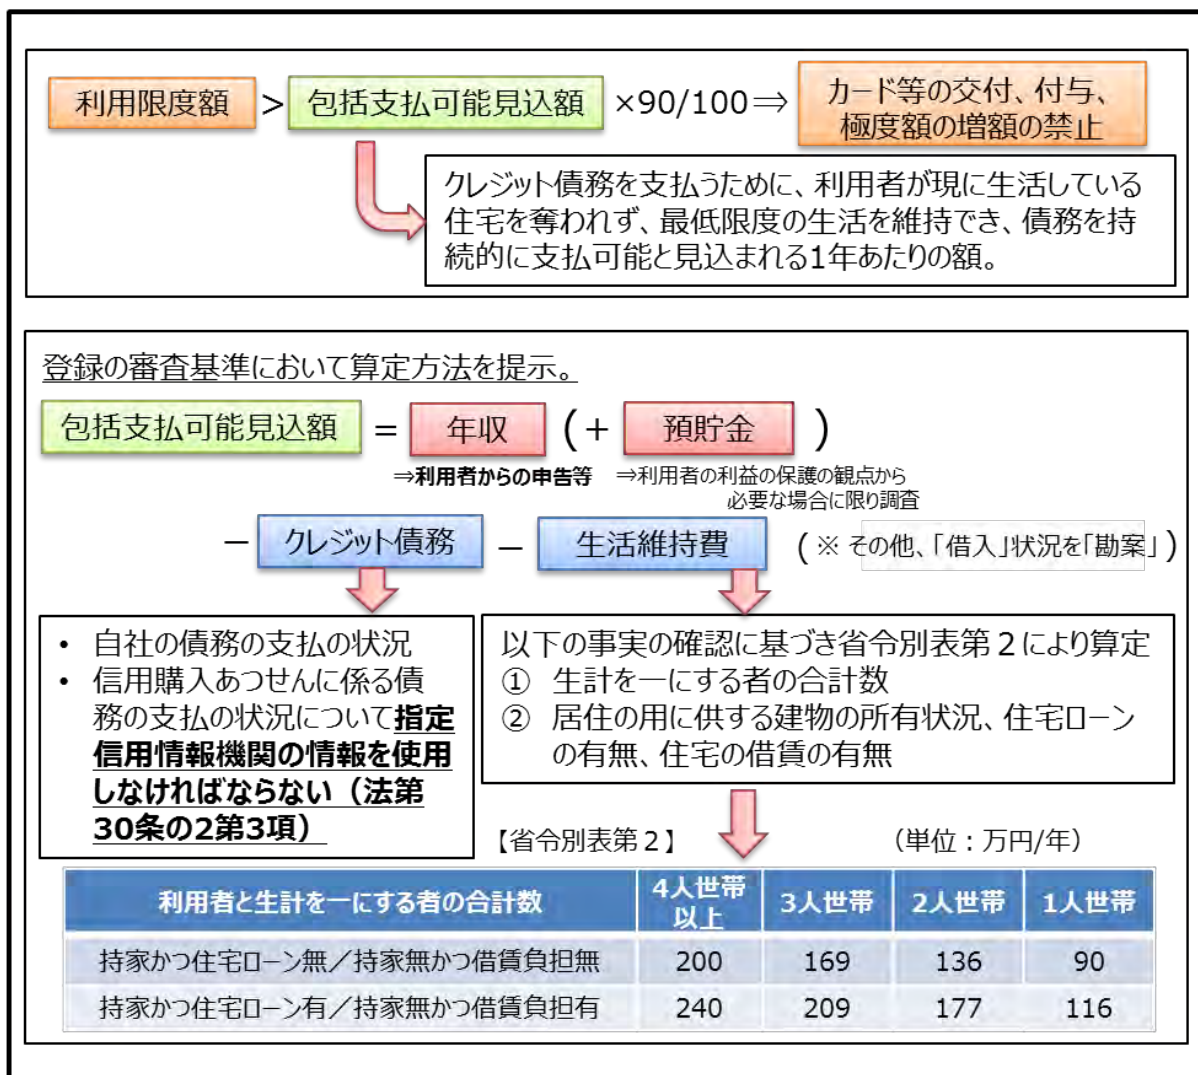 利用限度額 > 包括支払可能見込額 ×90/100⇒ カード等の交付、付与、
極度額の増額の禁止
クレジット債務を支払うために、利用者が現に生活している
住宅を奪われず、最低限度の生活を維持でき、債務を持
続的に支払可能と見込まれる1年あたりの額。
登録の審査基準において算定方法を提示。
包括支払可能見込額 = 年収 (+ 預貯金 )
⇒利用者からの申告等
⇒利用者の利益の保護の観点から
必要な場合に限り調査
− クレジット債務 − 生活維持費 (※ その他、「借入」状況を「勘案」)
• 自社の債務の支払の状況
• 信用購入あつせんに係る債
務の支払の状況について指定
信用情報機関の情報を使用
しなければならない（法第
30条の2第3項）
以下の事実の確認に基づき省令別表第２により算定
① 生計を一にする者の合計数
② 居住の用に供する建物の所有状況、住宅ローン
の有無、住宅の借賃の有無
【省令別表第２】 （単位：万円/年）
利用者と生計を一にする者の合計数 4人世帯以上 3人世帯 2人世帯 1人世帯
持家かつ住宅ローン無／持家無かつ借賃負担無 200 169 136 90
持家かつ住宅ローン有／持家無かつ借賃負担有 240 209 177 116